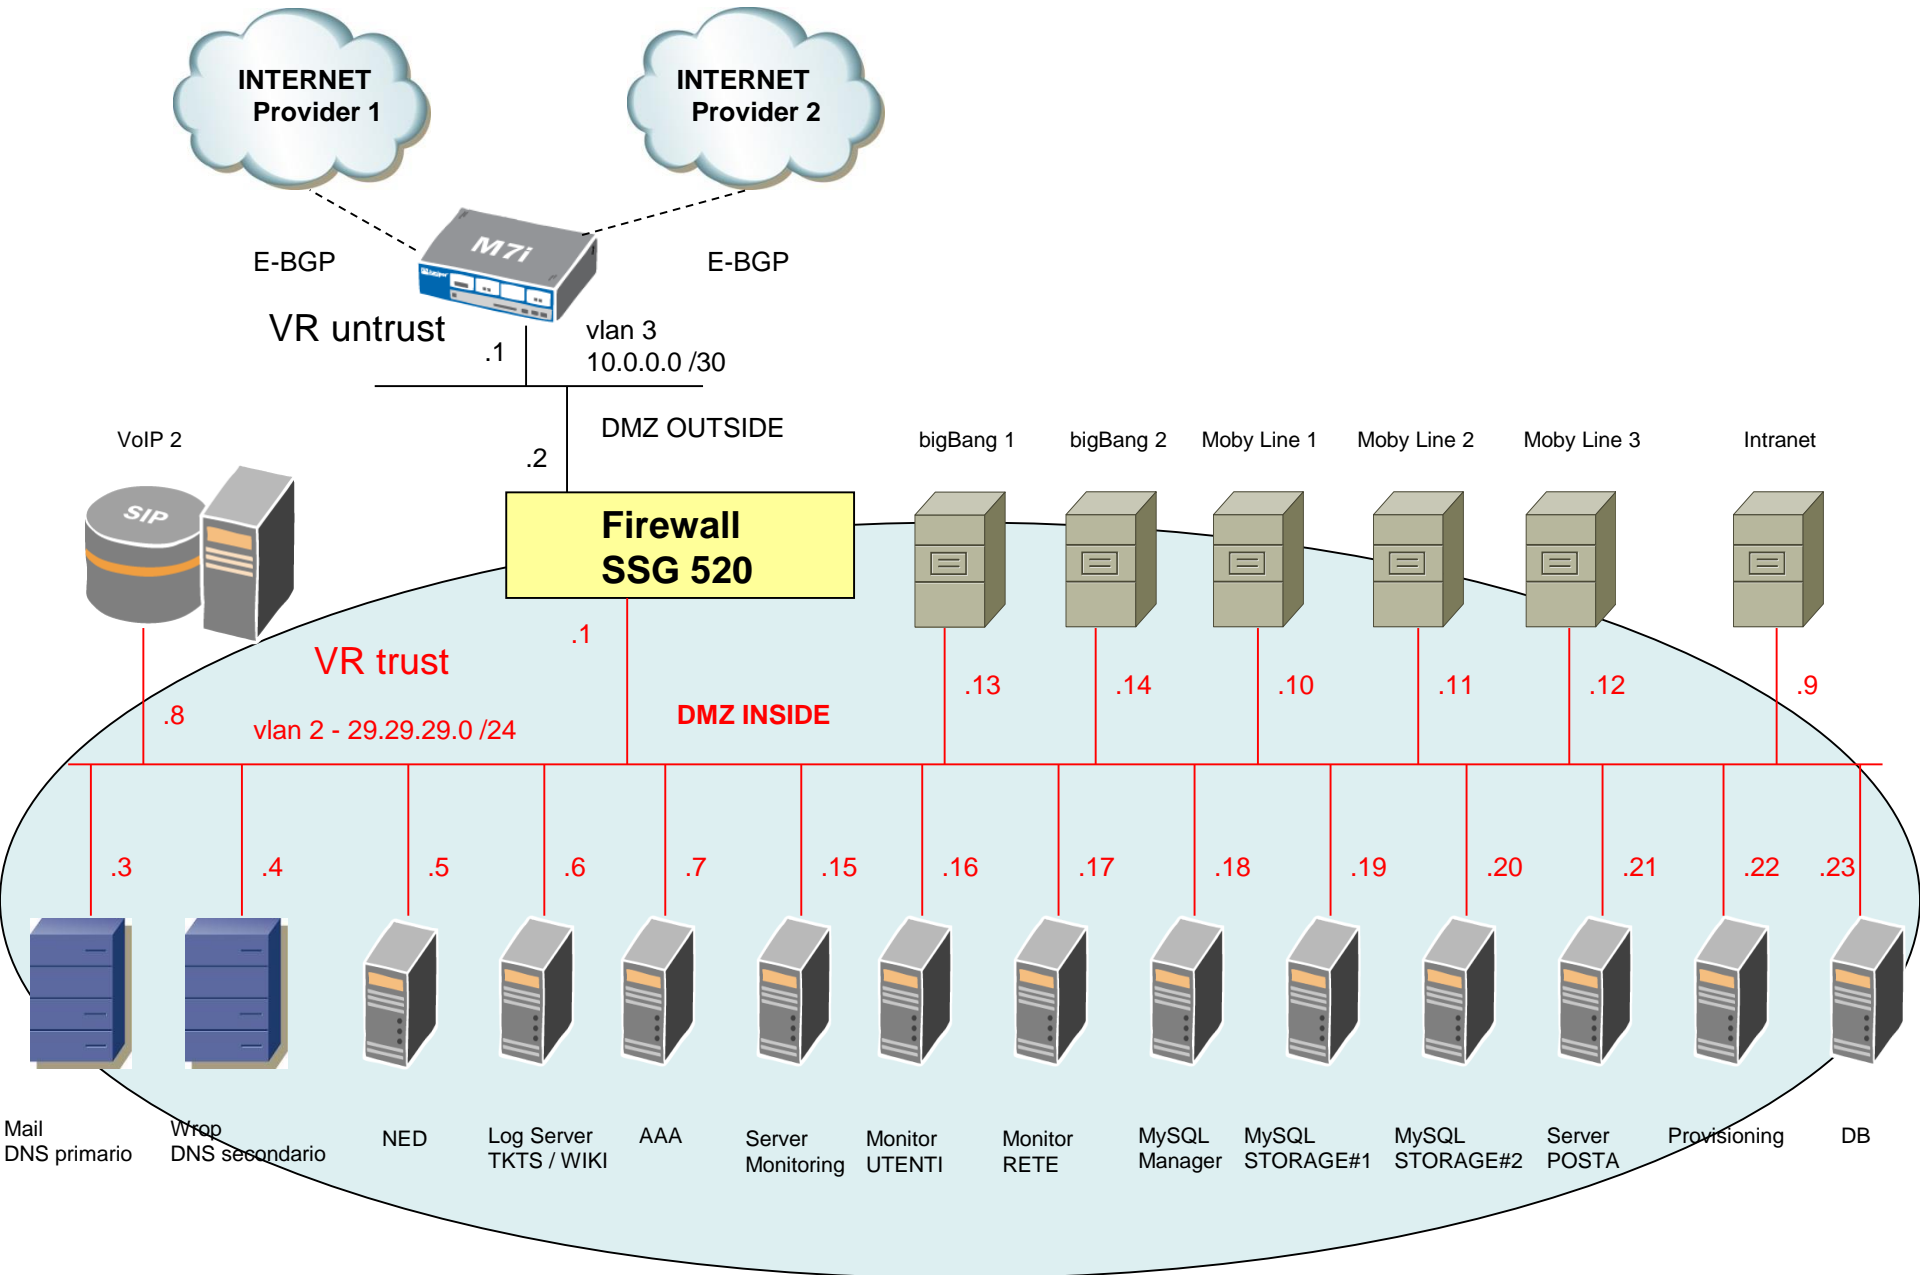 INTERNET
Provider 1
INTERNET
Provider 2
M7i
E-BGP
E-BGP
VR untrust
.1
vlan 3
10.0.0.0 /30
DMZ OUTSIDE
.2
VoIP 2
bigBang 1
bigBang 2
Moby Line 1
Moby Line 2
Moby Line 3
Intranet
SIP
Firewall
SSG 520
.1
VR trust
.8
vlan 2 - 29.29.29.0 /24
DMZ INSIDE
.13
.14
.10
.11
.12
.9
.3
.4
.5
.6
.7
.15
.16
.17
.18
.19
.20
.21
.22
.23
Mail
DNS primario
Wrop
DNS secondario
NED
Log Server
TKTS / WIKI
AAA
Server
Monitoring
Monitor
UTENTI
Monitor
RETE
MySQL
Manager
MySQL
STORAGE#1
MySQL
STORAGE#2
Server
POSTA
Provisioning
DB